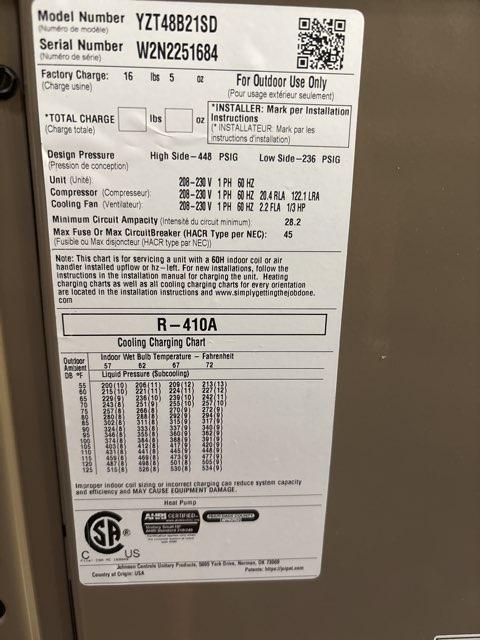 Model Number YZT48B21SD
(Numéro de modèle)
Serial Number W2N2251684
(Numéro de série)
Factory Charge: 16 lbs 5 oz
(Charge usine)
For Outdoor Use Only
(Pour usage extérieur seulement)
*TOTAL CHARGE lbs oz
(Charge totale)
*INSTALLER: Mark per Installation
Instructions
(* INSTALLATEUR: Mark par les
instructions d'installation)
Design Pressure High Side-448 PSIG Low Side-236 PSIG
(Pression de conception)
Unit (Unité): 208-230 V 1 PH 60 HZ
Compressor (Compresseur): 208-230 V 1 PH 60 HZ 20.4 RLA 122.1 LRA
Cooling Fan (Ventilateur): 208-230 V 1 PH 60 HZ 2.2 FLA 1/3 HP
Minimum Circuit Ampacity (Intensité du circuit minimum): 28.2
Max Fuse Or Max CircuitBreaker (HACR Type per NEC): 45
(Fusible ou Max disjoncteur (HACR type par NEC))
Note: This chart is for servicing a unit with a 60H indoor coil or air
handler installed upflow or hz-left. For new installations, follow the
instructions in the installation manual for charging the unit. Heating
charging charts as well as all cooling charging charts for every orientation
are located in the installation instructions and www.simplygettingthejobdone.
com
R-410A
Cooling Charging Chart
Outdoor Ambient DB °F
Indoor Wet Bulb Temperature - Fahrenheit
57 62 67 72
Liquid Pressure (Subcooling)
55 200(10) 206(11) 209(12) 213(13)
60 215(10) 221(11) 224(11) 227(12)
65 229(9) 236(10) 239(10) 242(11)
70 243(8) 251(9) 255(10) 257(10)
75 257(8) 266(8) 270(9) 272(9)
80 280(8) 288(8) 292(9) 294(9)
85 302(8) 311(8) 315(9) 317(9)
90 324(8) 333(8) 337(9) 340(9)
95 346(8) 355(8) 360(9) 362(9)
100 374(8) 384(8) 388(9) 391(9)
105 403(8) 412(8) 417(9) 420(9)
110 431(8) 441(8) 445(9) 448(9)
115 459(8) 469(8) 473(9) 477(9)
120 487(8) 498(8) 501(8) 505(9)
125 515(8) 526(8) 530(8) 534(9)
Improper indoor coil sizing or incorrect charging can reduce system capacity
and efficiency and MAY CAUSE EQUIPMENT DAMAGE.
Heat Pump
SA
C US
AHRI CERTIFIED
www.ahridirectory.org
Unitary Small HP
AHRI Standard 210/240
Johnson Controls Unitary Products, 5005 York Drive, Norman, OK 73069
Country of Origin: USA
Patents: https://jcipat.com